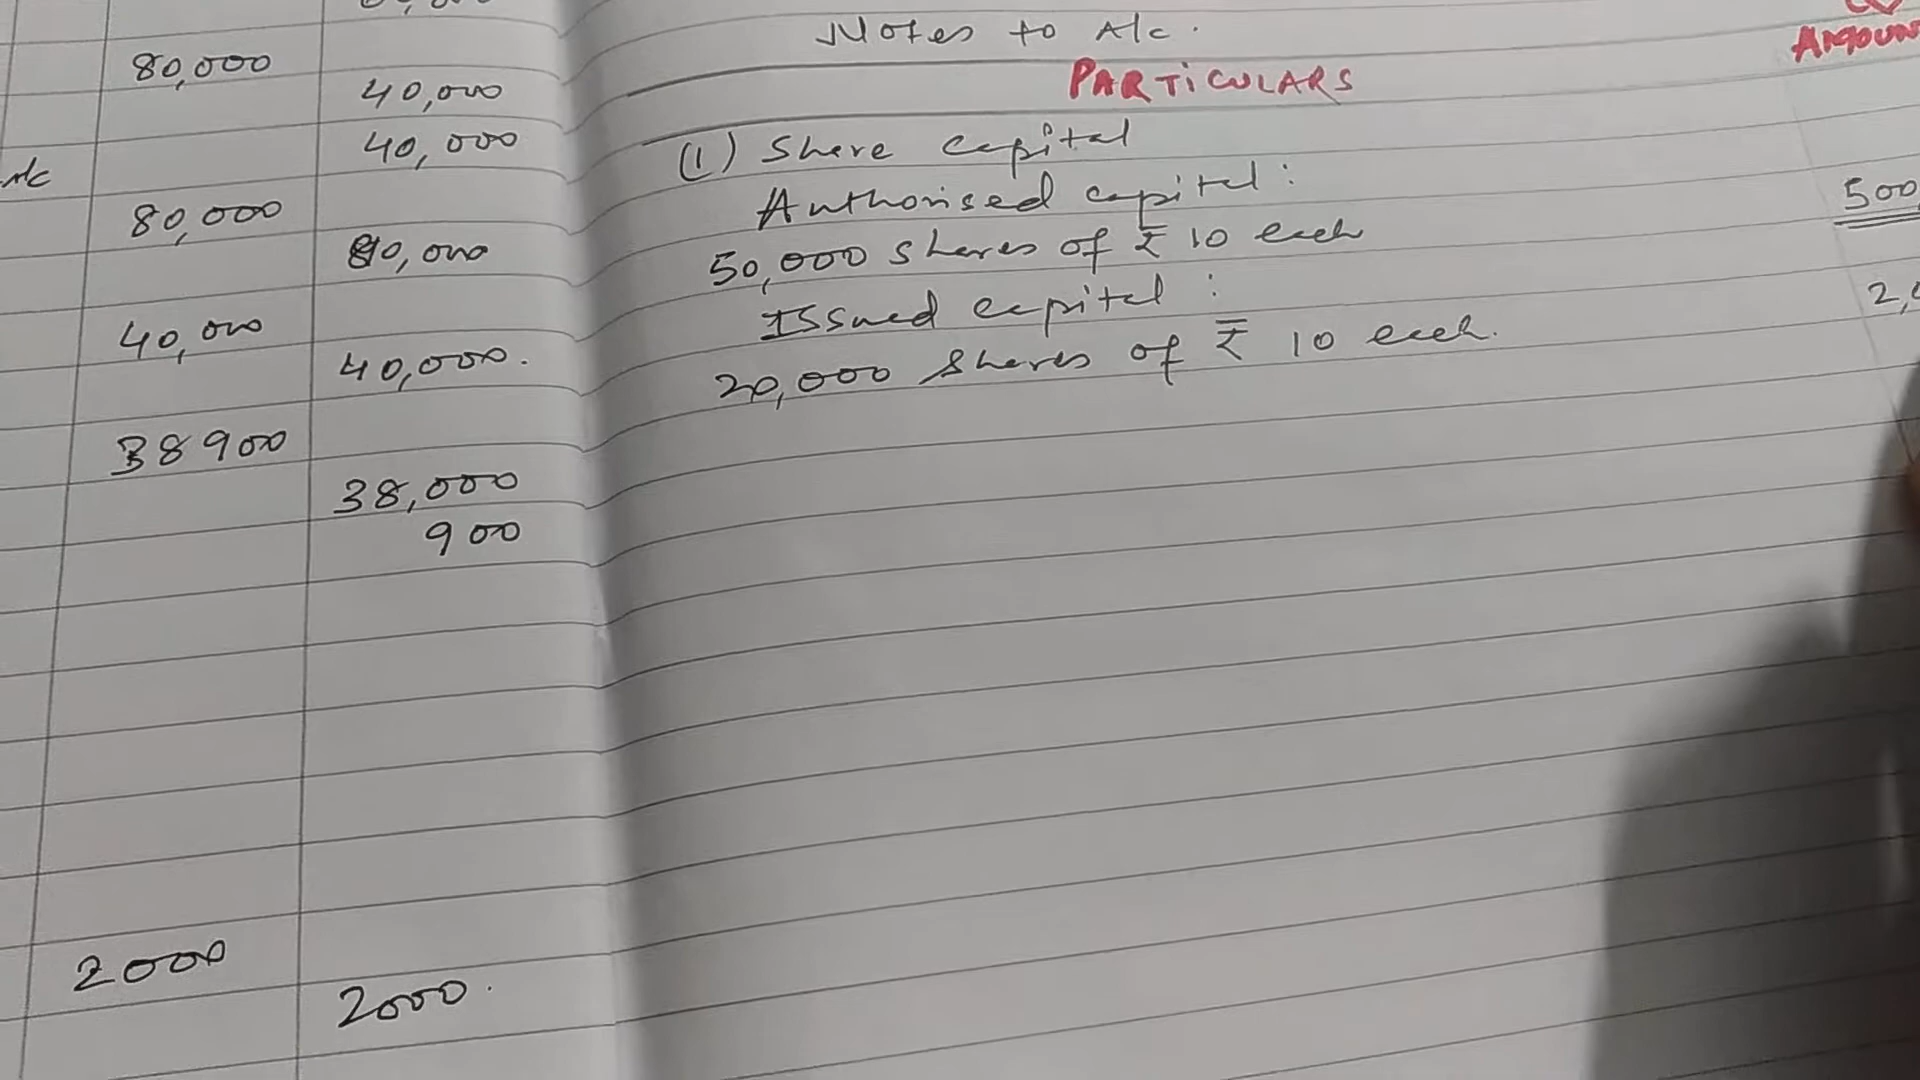 80,000
40,000
40,000
A/c
80,000
80,000
40,000
40,000.
38900
38,000
900
2000
2000.
Notes to A/c.
PARTICULARS
AMOUN
(1) Share capital
Authorised capital:
50,000 shares of ₹ 10 each
500,
Issued capital:
20,000 shares of ₹ 10 each.
2,